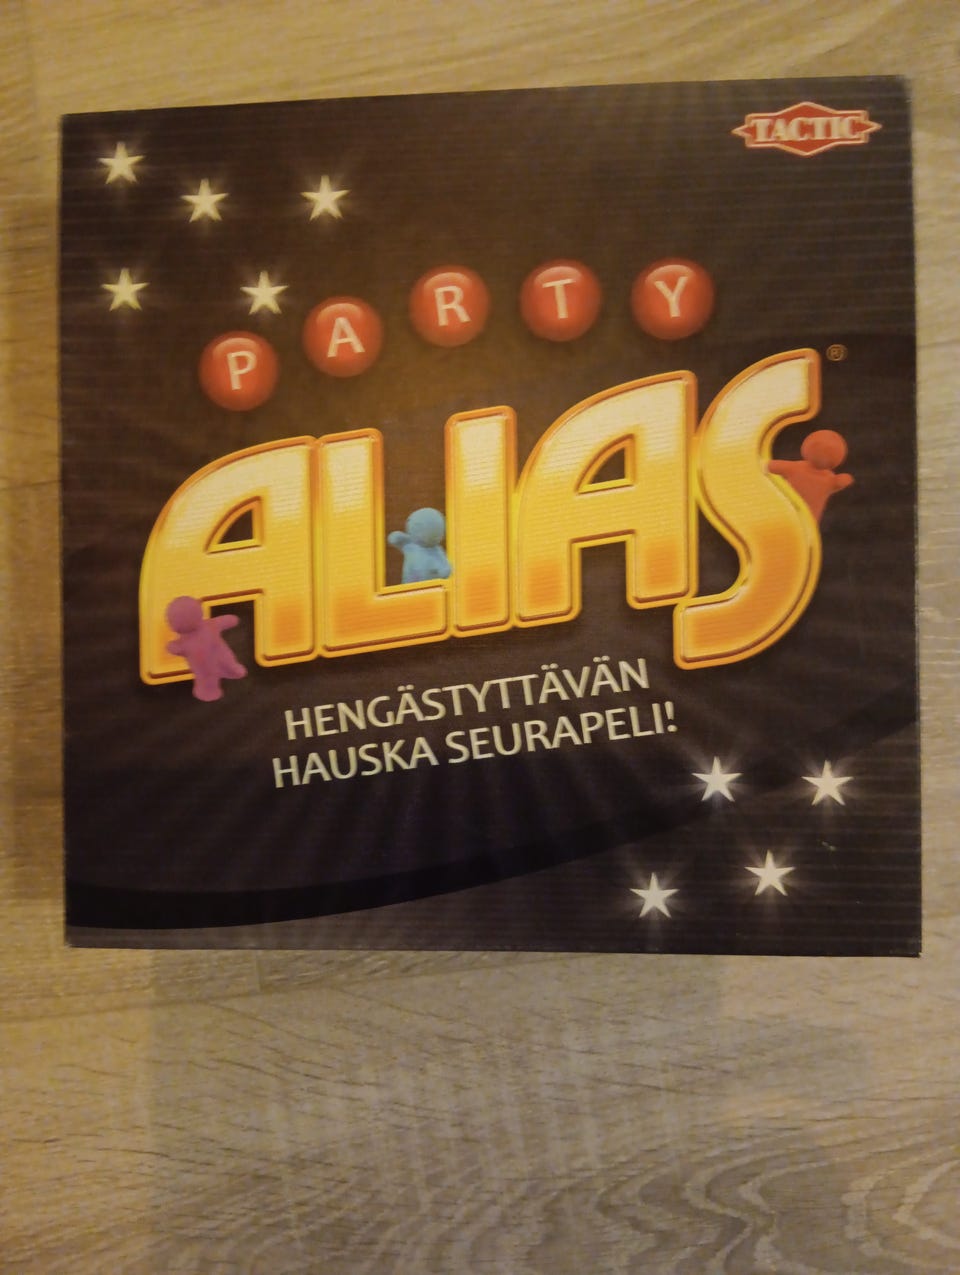 TACTIC
PARTY
ALIAS®
HENGÄSTYTTÄVÄN
HAUSKA SEURAPELI!